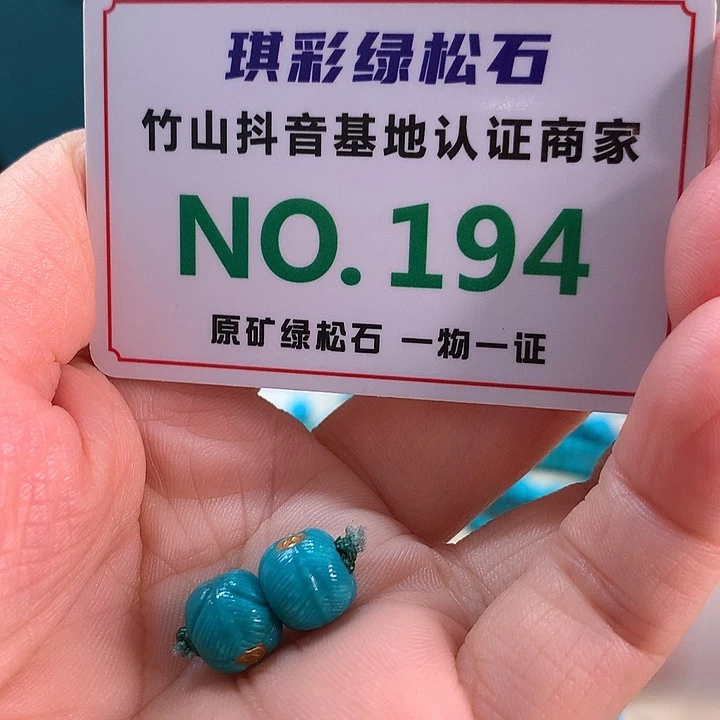 琪彩绿松石
竹山抖音基地认证商家
NO.194
原矿绿松石 一物一证